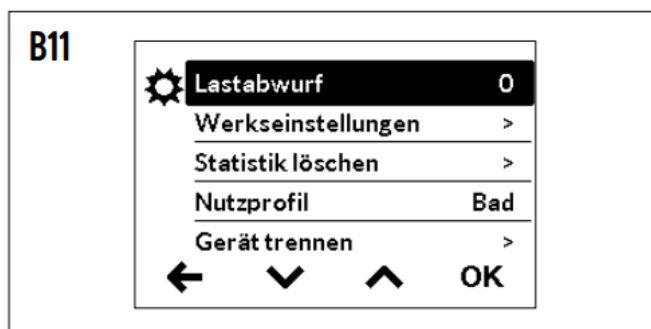 B11
Lastabwurf 0
Werkseinstellungen >
Statistik löschen >
Nutzprofil Bad
Gerät trennen >
OK